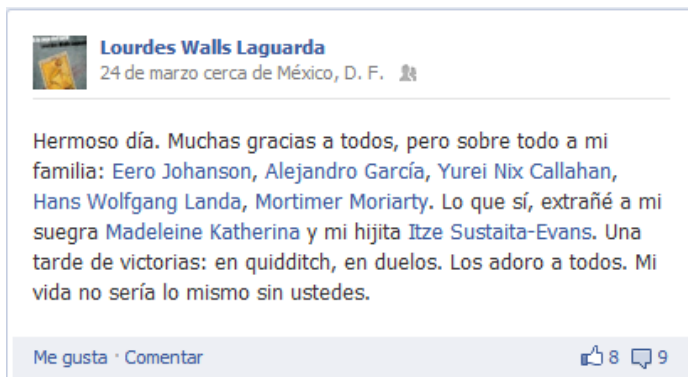 Lourdes Walls Laguarda
24 de marzo cerca de México, D. F.
Hermoso día. Muchas gracias a todos, pero sobre todo a mi
familia: Eero Johanson, Alejandro García, Yurei Nix Callahan,
Hans Wolfgang Landa, Mortimer Moriarty. Lo que sí, extrañé a mi
suegra Madeleine Katherina y mi hijita Itze Sustaita-Evans. Una
tarde de victorias: en quidditch, en duelos. Los adoro a todos. Mi
vida no sería lo mismo sin ustedes.
Me gusta · Comentar 8 9